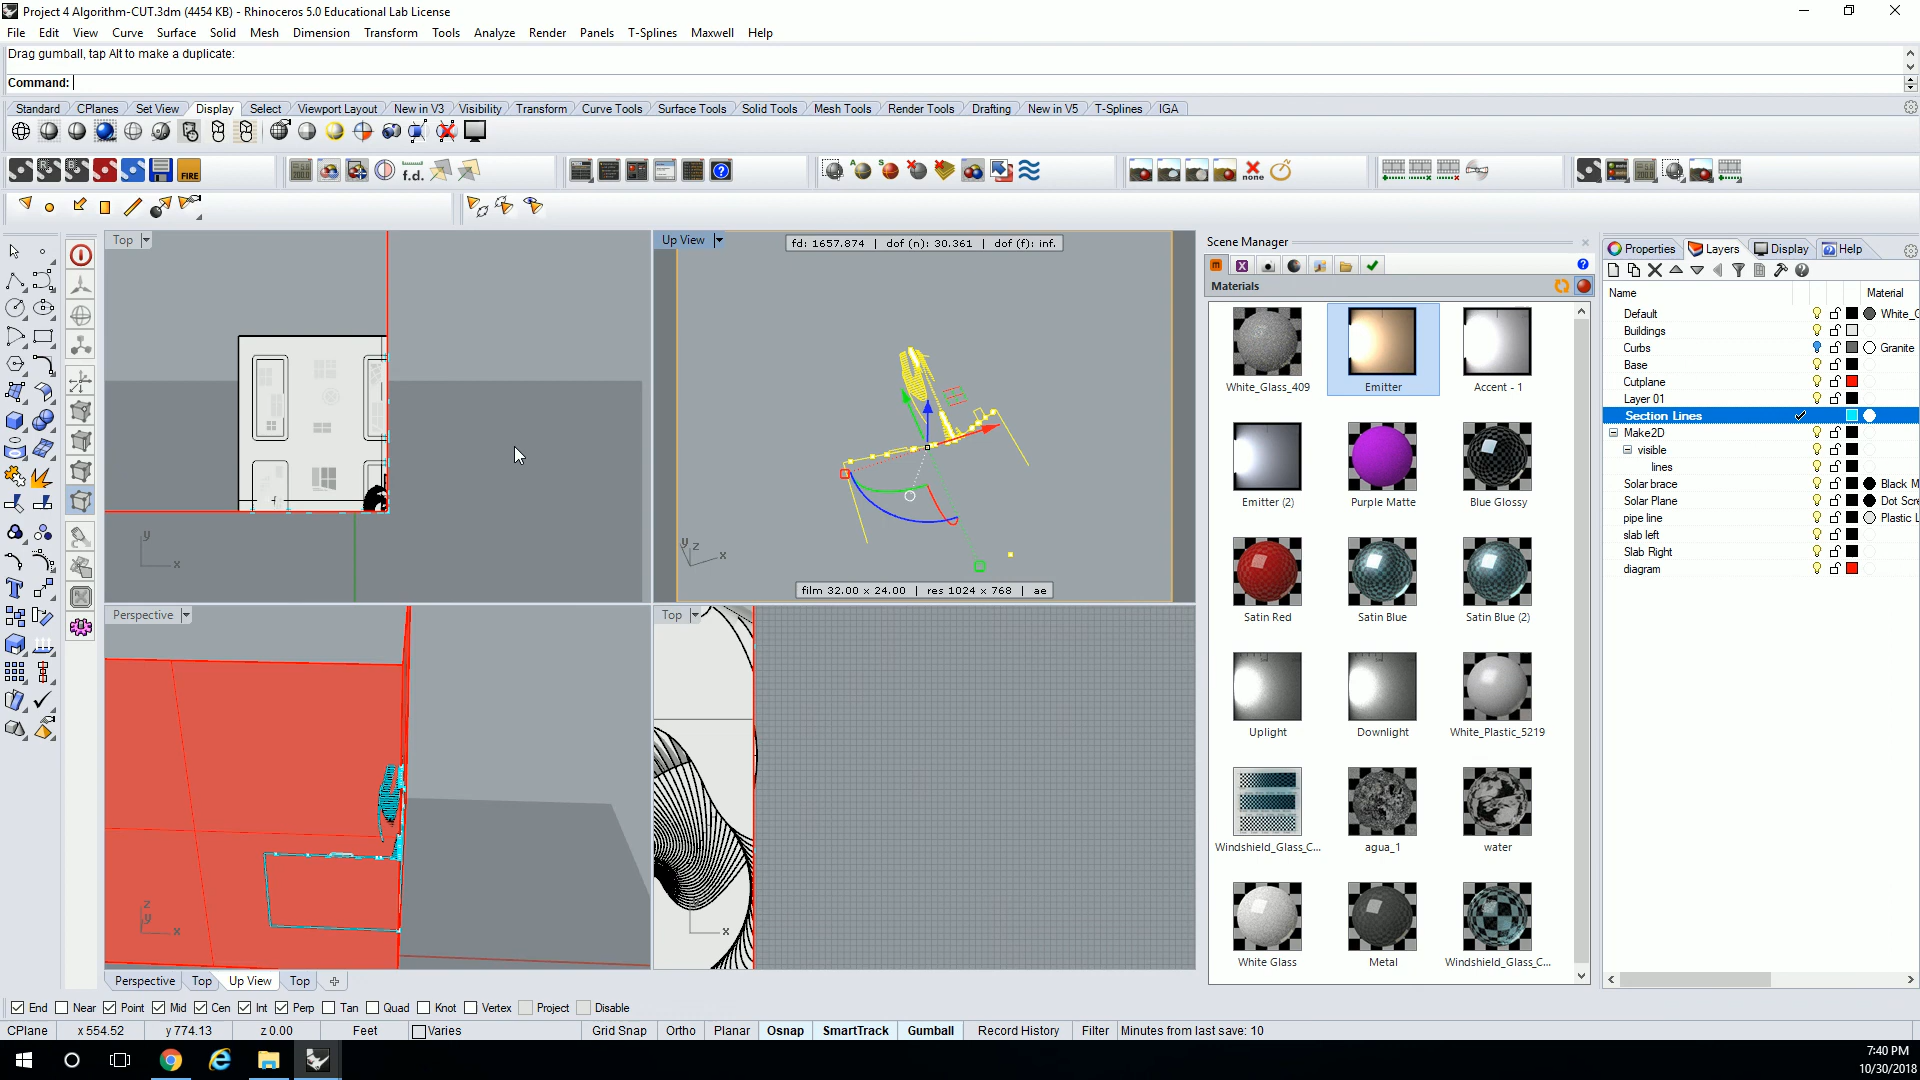 Project 4 Algorithm-CUT.3dm (4454 KB) - Rhinoceros 5.0 Educational Lab License
File Edit View Curve Surface Solid Mesh Dimension Transform Tools Analyze Render Panels T-Splines Maxwell Help
Drag gumball, tap Alt to make a duplicate:
Command:
Standard CPlanes Set View Display Select Viewport Layout New in V3 Visibility Transform Curve Tools Surface Tools Solid Tools Mesh Tools Render Tools Drafting New in V5 T-Splines IGA
FIRE f.d. none
Top
Up View
fd: 1657.874 | dof (n): 30.361 | dof (f): inf.
film 32.00 x 24.00 | res 1024 x 768 | ae
y x
y z x
Perspective
Top
z y x
x
Scene Manager
Materials
White_Glass_409 Emitter Accent - 1
Emitter (2) Purple Matte Blue Glossy
Satin Red Satin Blue Satin Blue (2)
Uplight Downlight White_Plastic_5219
Windshield_Glass_C... agua_1 water
White Glass Metal Windshield_Glass_C...
Properties Layers Display Help
Name Material
Default White_G
Buildings
Curbs Granite
Base
Cutplane
Layer 01
Section Lines
Make2D
visible
lines
Solar brace Black M
Solar Plane Dot Scre
pipe line Plastic L
slab left
Slab Right
diagram
Perspective Top Up View Top
End Near Point Mid Cen Int Perp Tan Quad Knot Vertex Project Disable
CPlane x 554.52 y 774.13 z 0.00 Feet Varies Grid Snap Ortho Planar Osnap SmartTrack Gumball Record History Filter Minutes from last save: 10
7:40 PM
10/30/2018